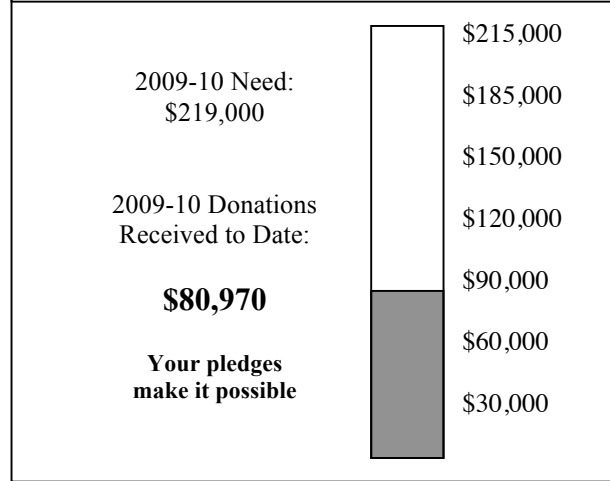 2009-10 Need:
$219,000
2009-10 Donations
Received to Date:
$80,970
Your pledges
make it possible
$215,000
$185,000
$150,000
$120,000
$90,000
$60,000
$30,000